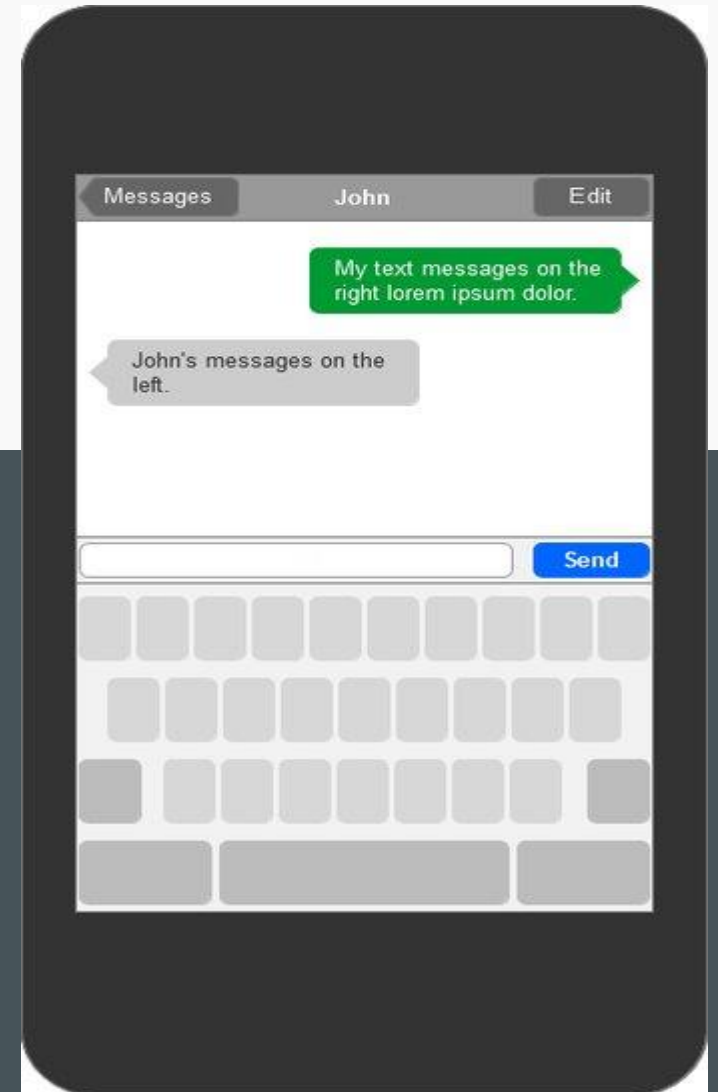 Messages
John
Edit
My text messages on the
right lorem ipsum dolor.
John's messages on the
left.
Send